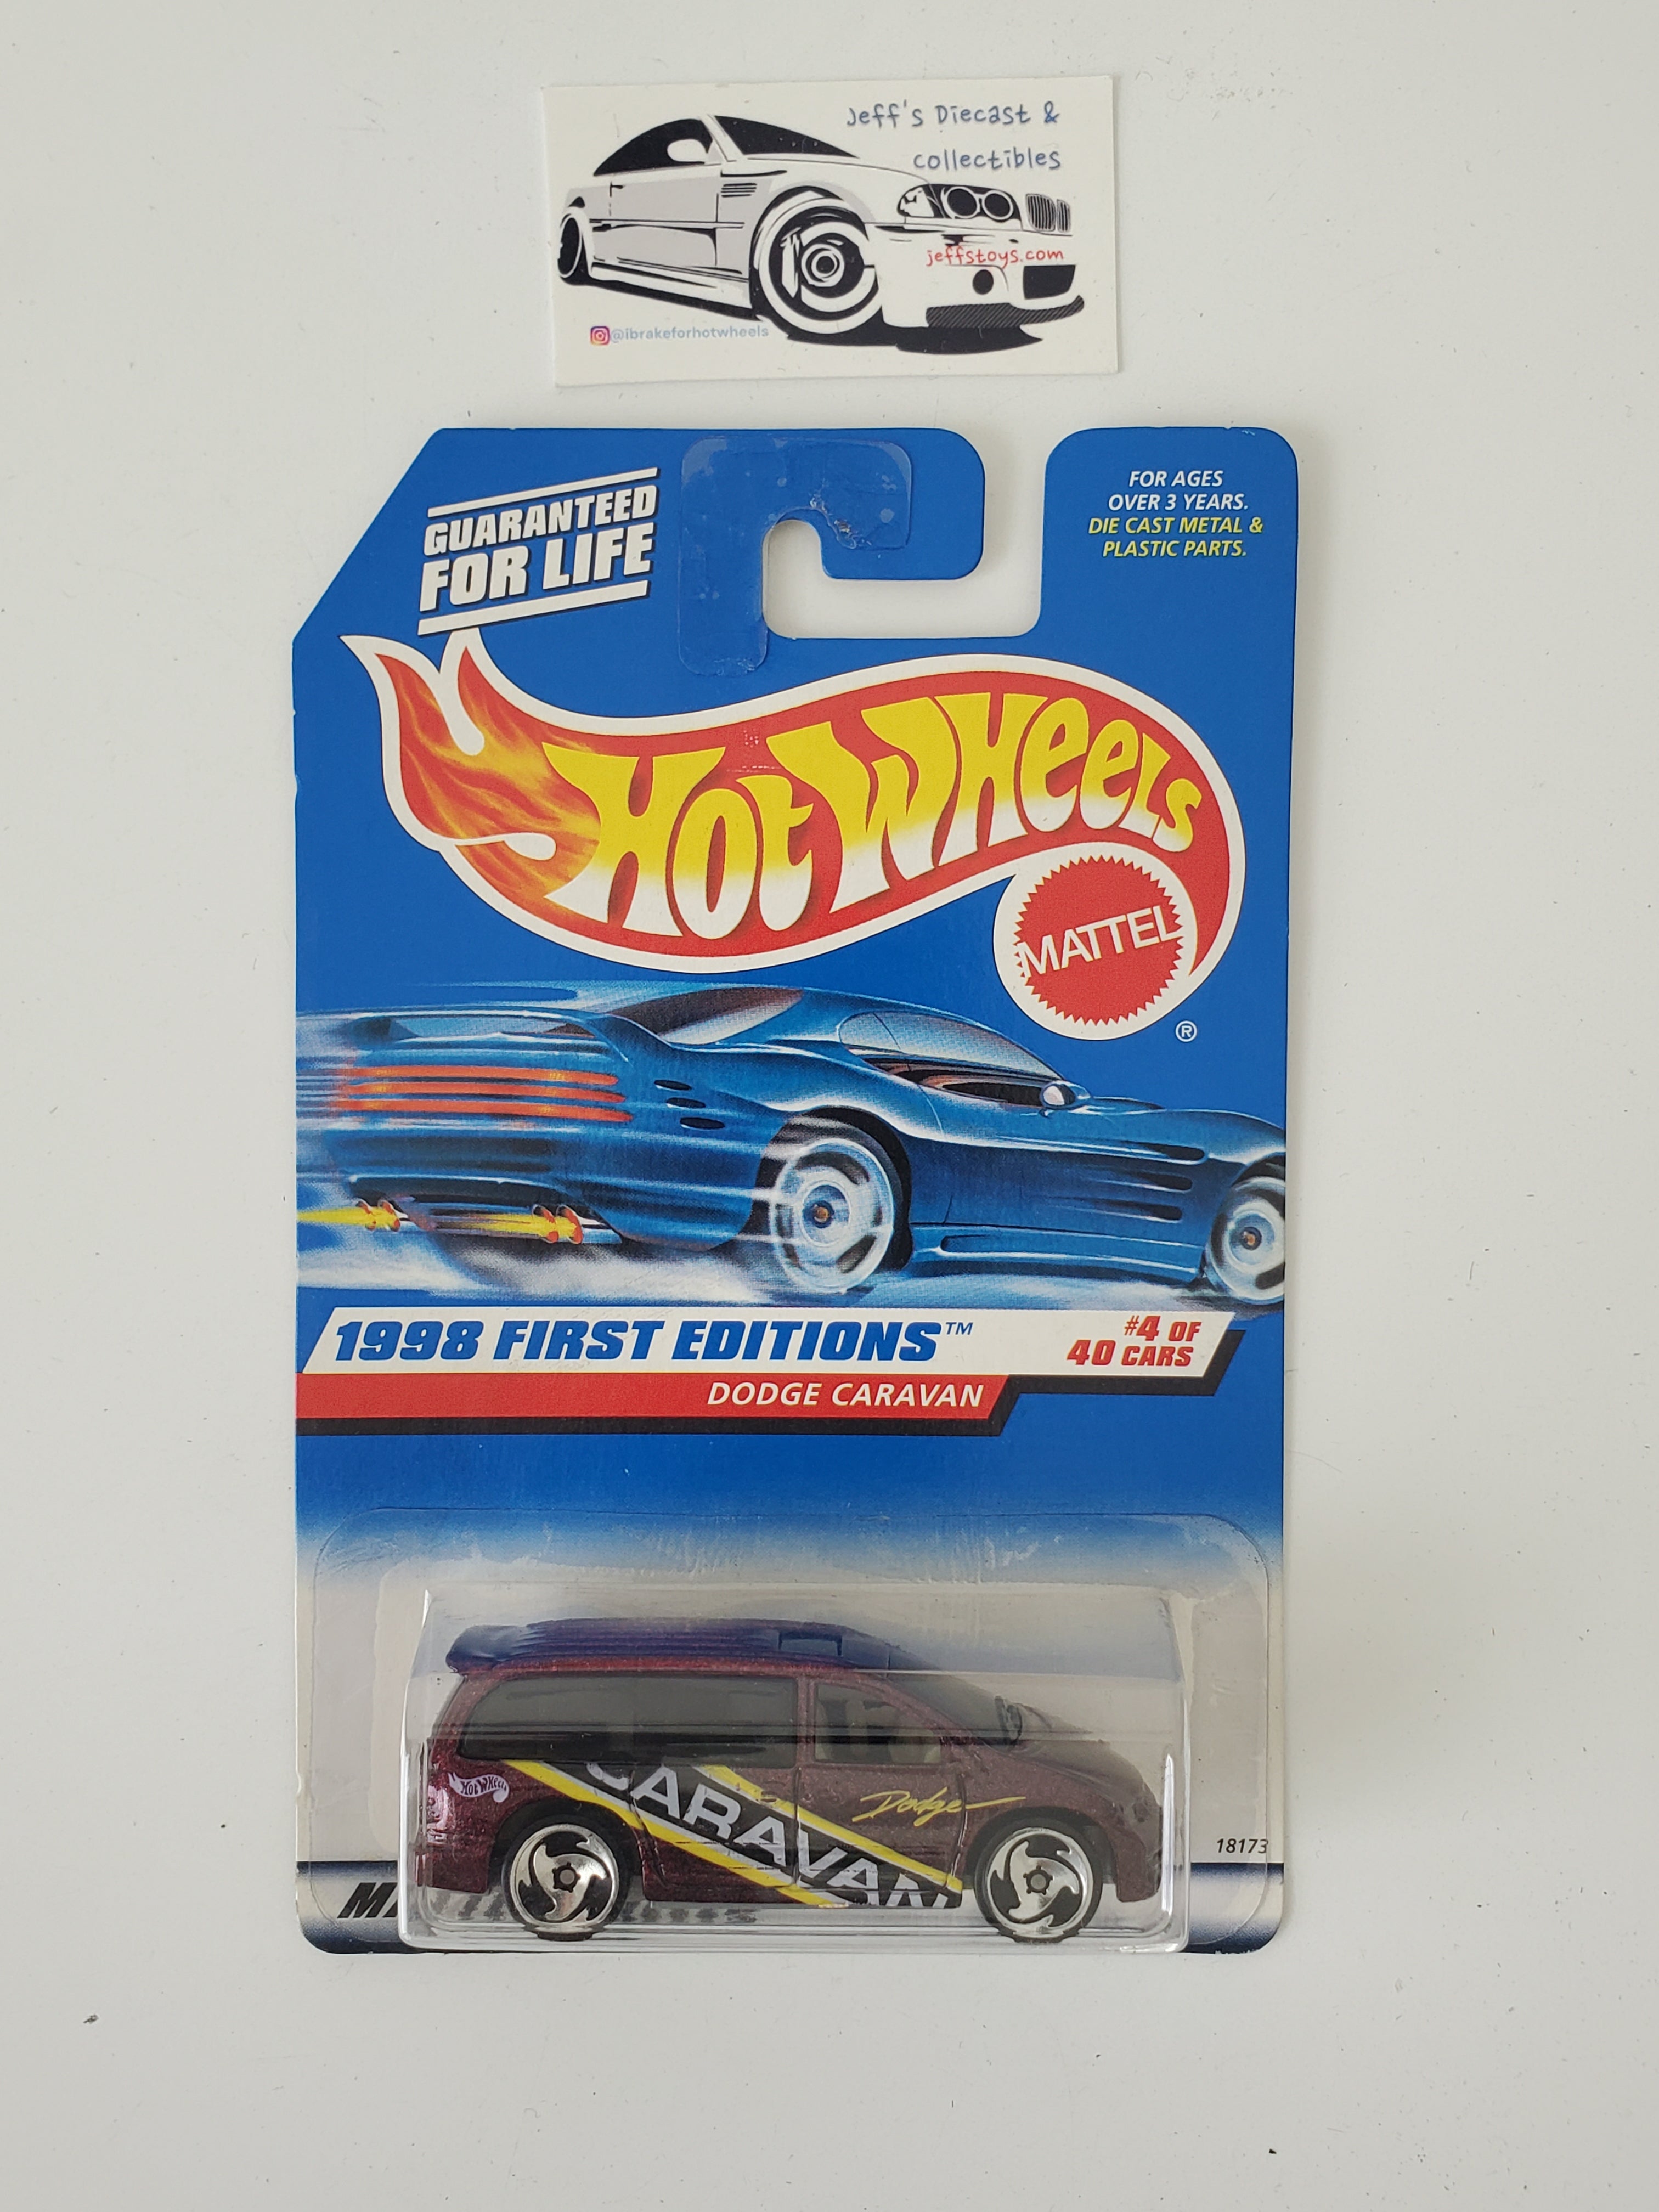 Jeff's Diecast &
collectibles
jeffstoys.com
@ibrakeforhotwheels
GUARANTEED
FOR LIFE
FOR AGES
OVER 3 YEARS.
DIE CAST METAL &
PLASTIC PARTS.
HOT WHEELS
MATTEL
®
1998 FIRST EDITIONS™
#4 OF
40 CARS
DODGE CARAVAN
HOT WHEELS
CARAVAN
Dodge
18173